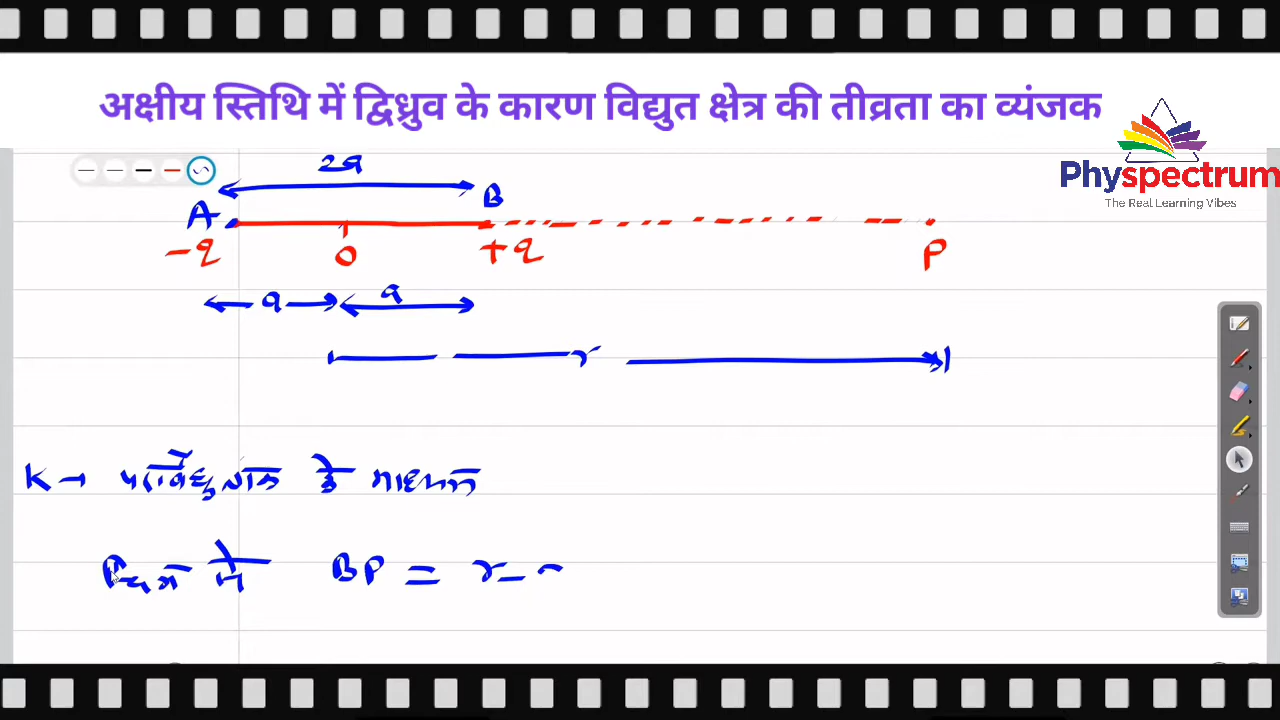 अक्षीय स्तिथि में द्विध्रुव के कारण विद्युत क्षेत्र की तीव्रता का व्यंजक
Physpectrum
The Real Learning Vibes
2a
A B
-q O +q P
a a
r
K → परावैद्युतांक के माध्यम
चित्र में BP = r -